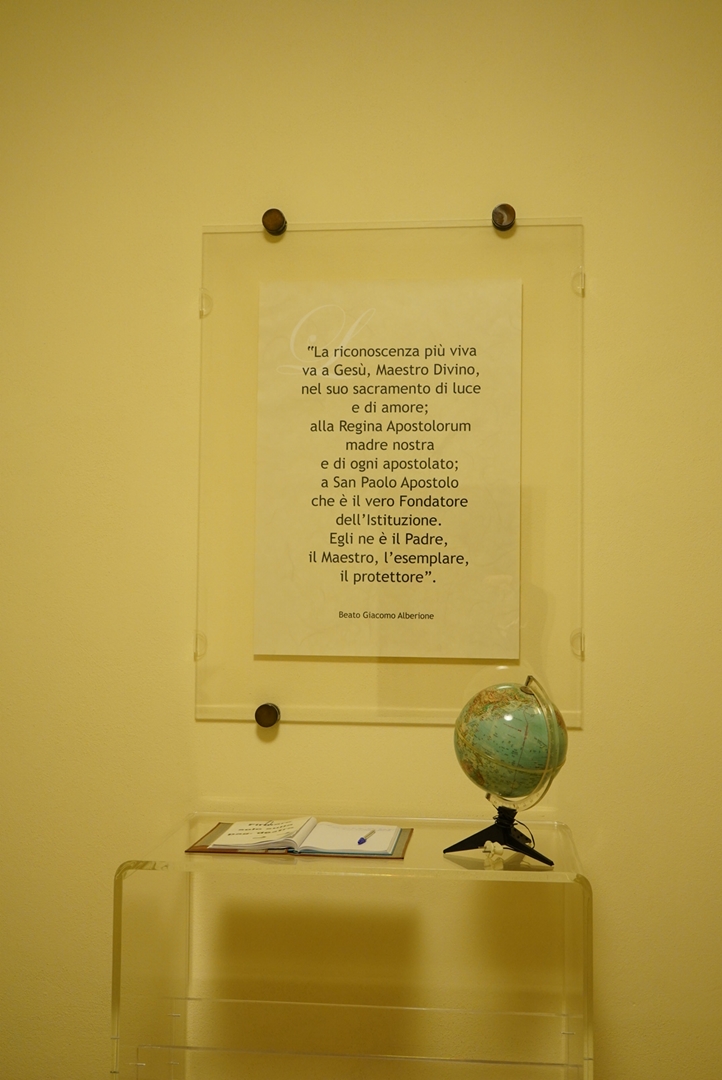 "La riconoscenza più viva
va a Gesù, Maestro Divino,
nel suo sacramento di luce
e di amore;
alla Regina Apostolorum
madre nostra
e di ogni apostolato;
a San Paolo Apostolo
che è il vero Fondatore
dell'Istituzione.
Egli ne è il Padre,
il Maestro, l'esemplare,
il protettore".
Beato Giacomo Alberione